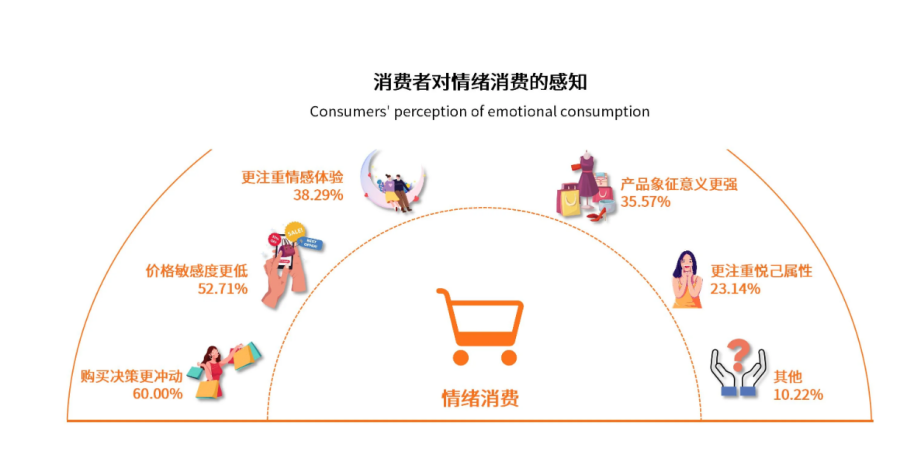 消费者对情绪消费的感知
Consumers' perception of emotional consumption
更注重情感体验
38.29%
产品象征意义更强
35.57%
价格敏感度更低
52.71%
更注重悦己属性
23.14%
购买决策更冲动
60.00%
其他
10.22%
情绪消费